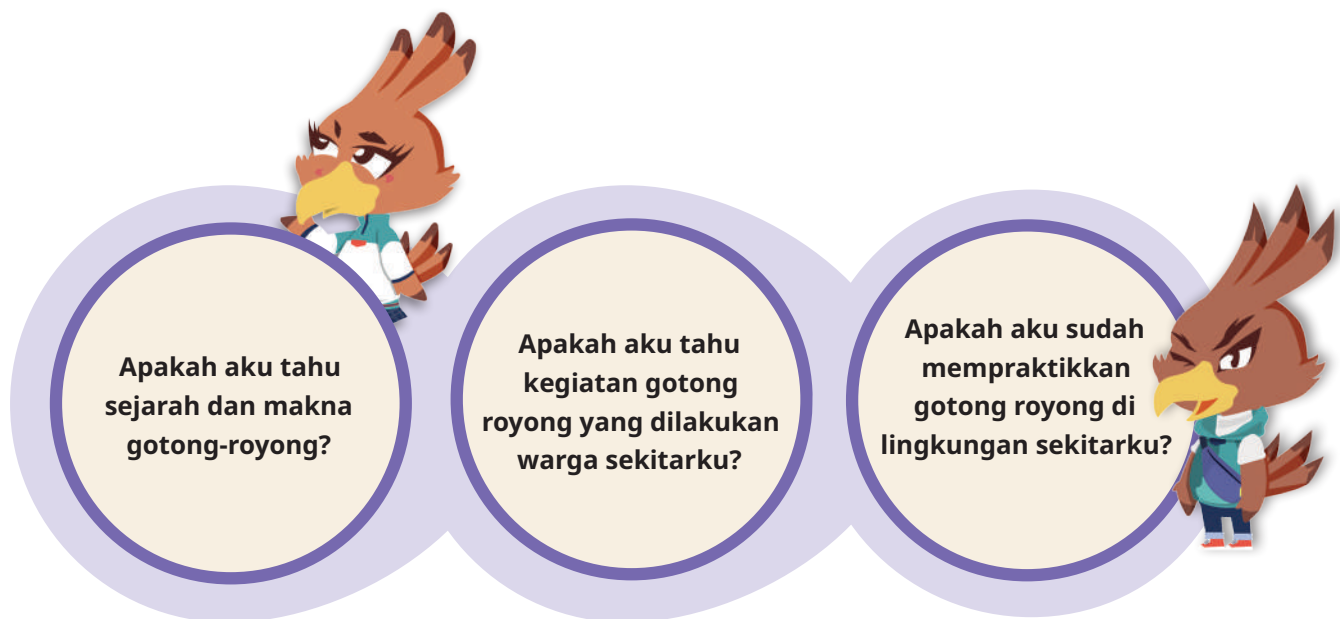 Apakah aku tahu
sejarah dan makna
gotong-royong?
Apakah aku tahu
kegiatan gotong
royong yang dilakukan
warga sekitarku?
Apakah aku sudah
mempraktikkan
gotong royong di
lingkungan sekitarku?